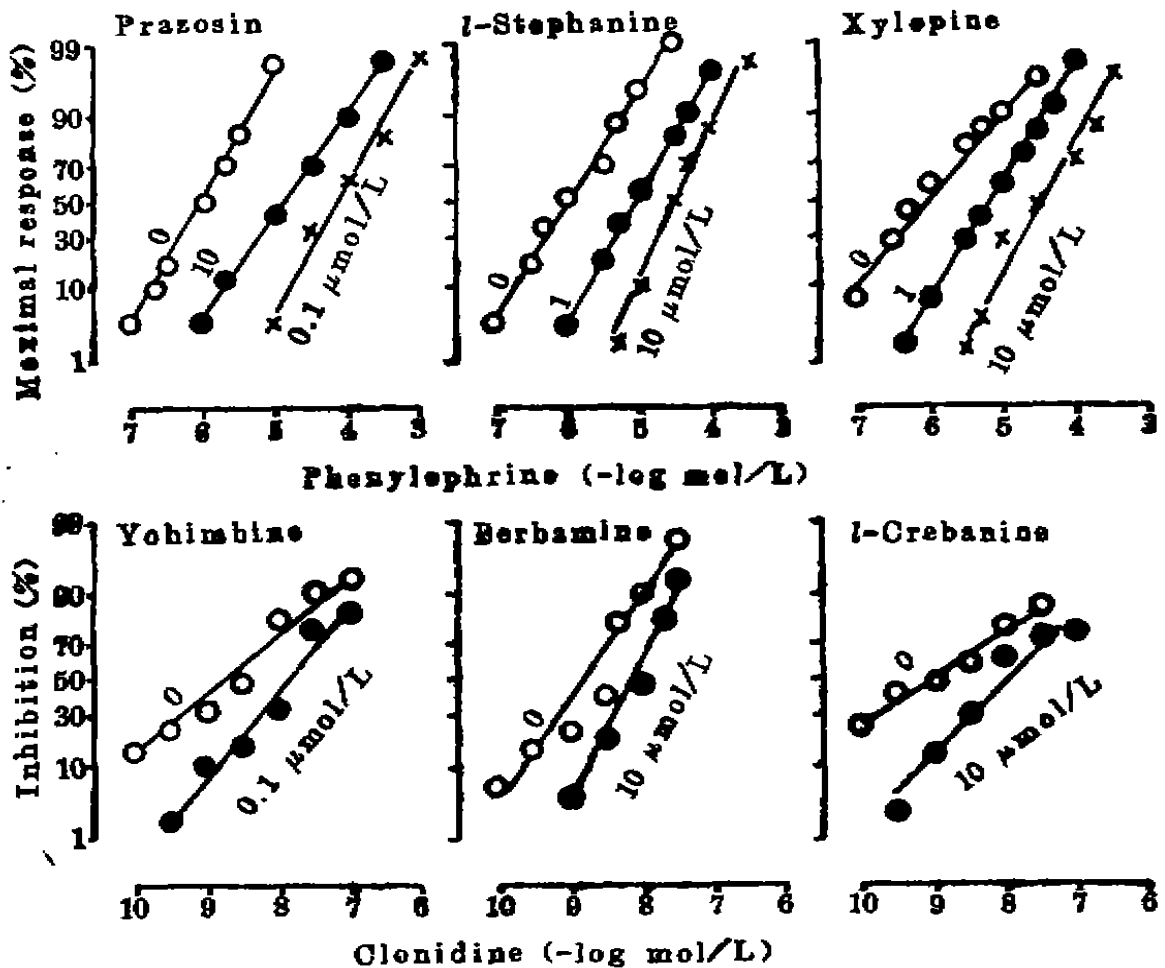 Prazosin
l-Stephanine
Xylopine
Maximal response (%)
99
90
70
50
30
10
1
0
10
0.1 μmol/L
0
1
10 μmol/L
0
1
10 μmol/L
7 6 5 4 3
7 6 5 4 3
7 6 5 4 3
Phenylephrine (-log mol/L)
Yohimbine
Berbamine
l-Crebanine
Inhibition (%)
99
90
70
50
30
10
1
0
0.1 μmol/L
0
10 μmol/L
0
10 μmol/L
10 9 8 7 6
10 9 8 7 6
10 9 8 7 6
Clonidine (-log mol/L)